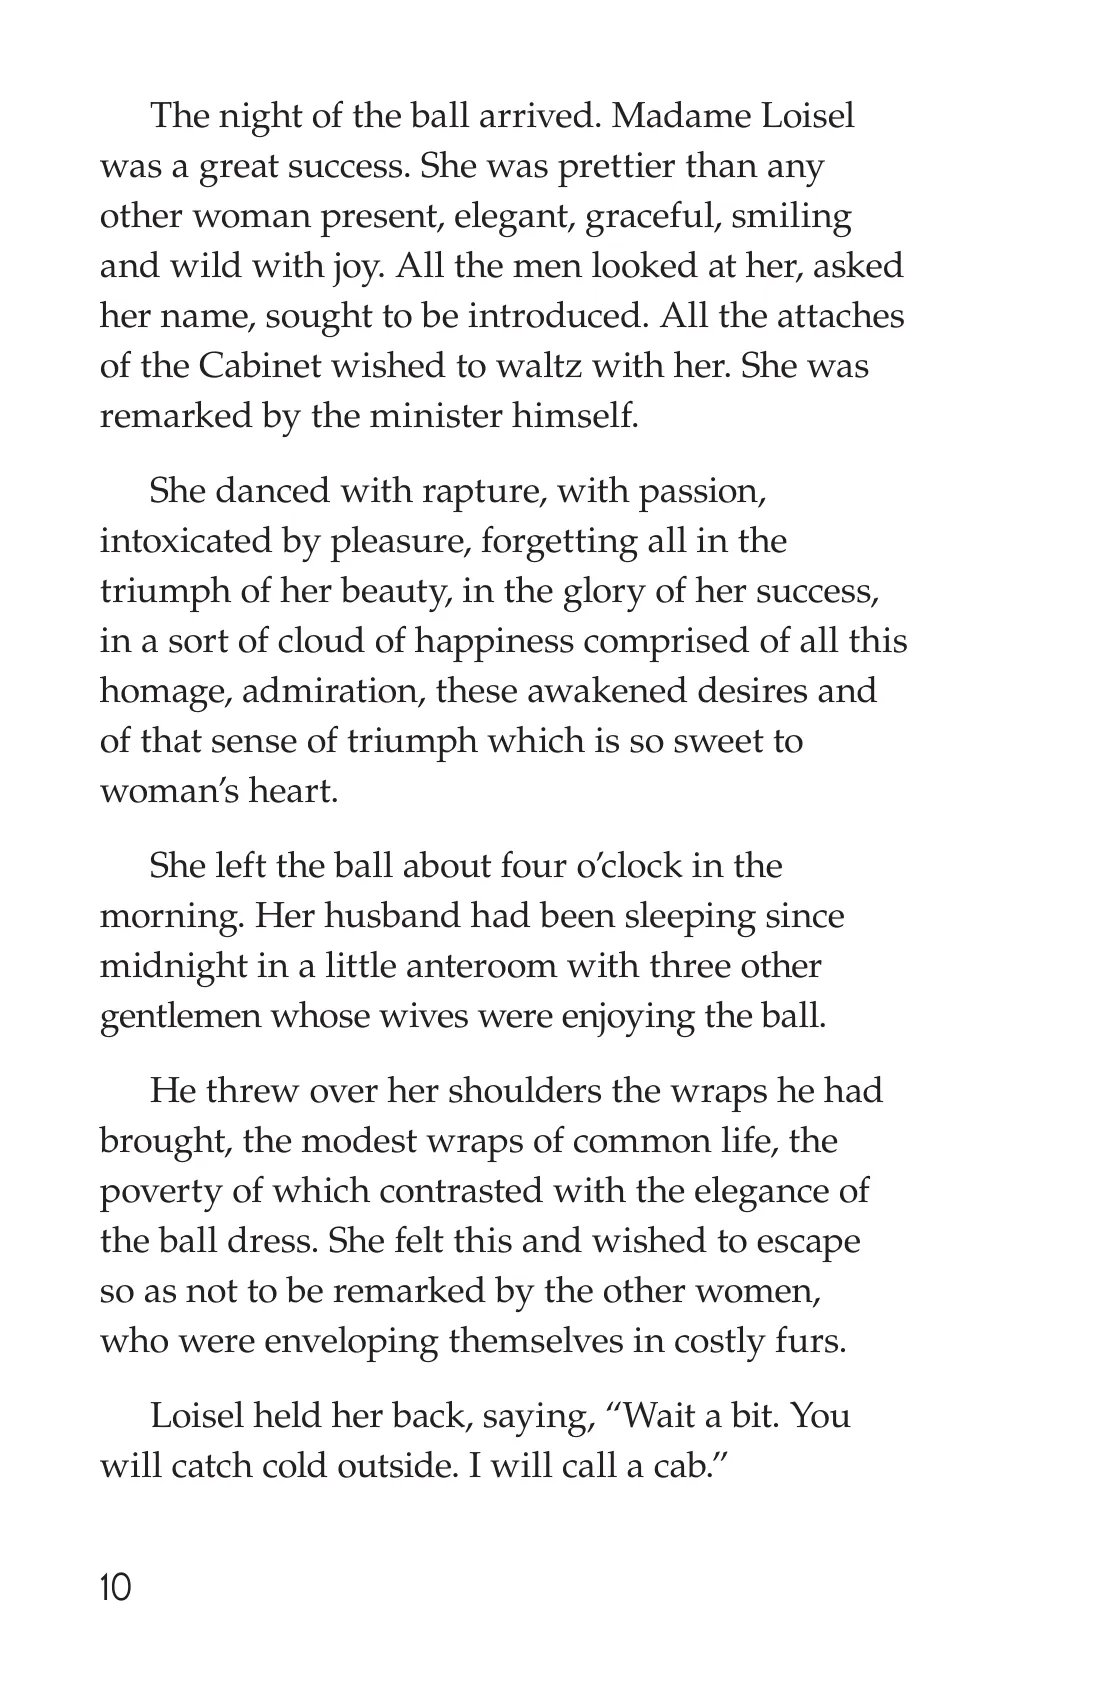 The night of the ball arrived. Madame Loisel
was a great success. She was prettier than any
other woman present, elegant, graceful, smiling
and wild with joy. All the men looked at her, asked
her name, sought to be introduced. All the attaches
of the Cabinet wished to waltz with her. She was
remarked by the minister himself.
She danced with rapture, with passion,
intoxicated by pleasure, forgetting all in the
triumph of her beauty, in the glory of her success,
in a sort of cloud of happiness comprised of all this
homage, admiration, these awakened desires and
of that sense of triumph which is so sweet to
woman’s heart.
She left the ball about four o’clock in the
morning. Her husband had been sleeping since
midnight in a little anteroom with three other
gentlemen whose wives were enjoying the ball.
He threw over her shoulders the wraps he had
brought, the modest wraps of common life, the
poverty of which contrasted with the elegance of
the ball dress. She felt this and wished to escape
so as not to be remarked by the other women,
who were enveloping themselves in costly furs.
Loisel held her back, saying, “Wait a bit. You
will catch cold outside. I will call a cab.”
10